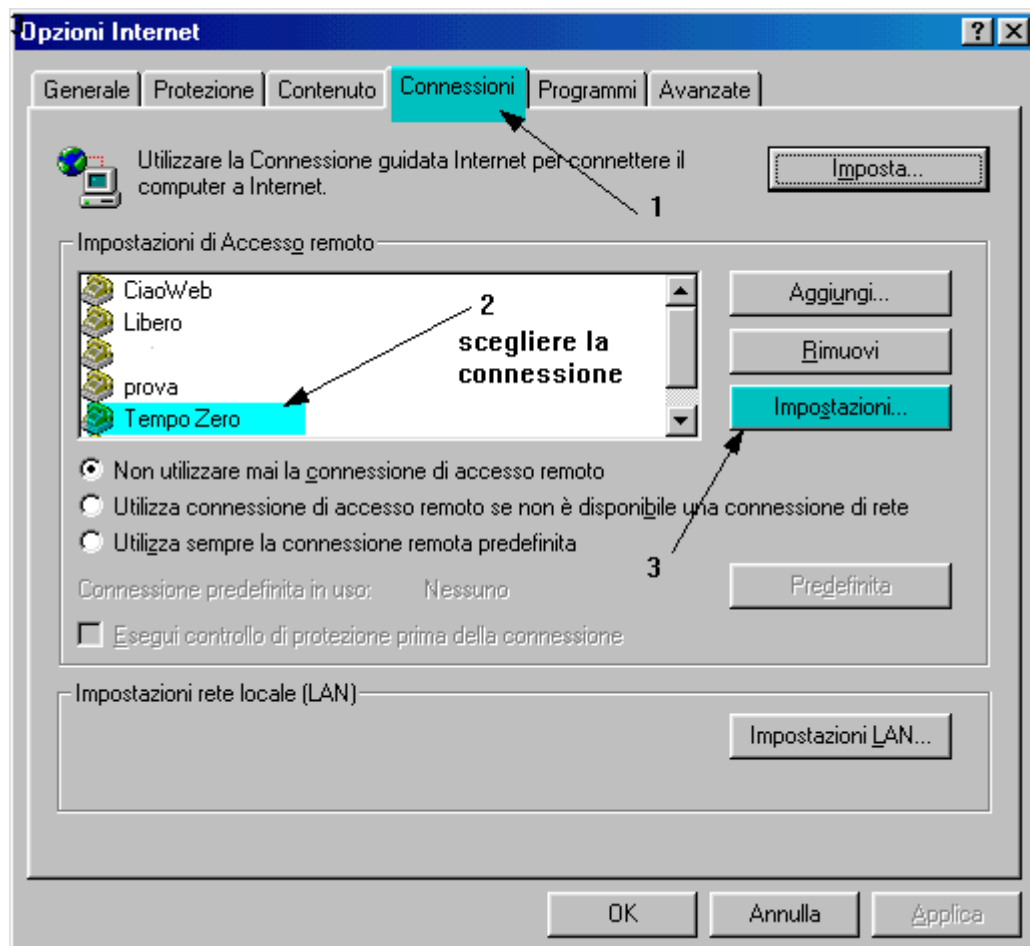 Opzioni Internet
Generale Protezione Contenuto Connessioni Programmi Avanzate
Utilizzare la Connessione guidata Internet per connettere il
computer a Internet.
Imposta...
1
Impostazioni di Accesso remoto
CiaoWeb
Libero
prova
Tempo Zero
2
scegliere la
connessione
Aggiungi...
Rimuovi
Impostazioni...
Non utilizzare mai la connessione di accesso remoto
Utilizza connessione di accesso remoto se non è disponibile una connessione di rete
Utilizza sempre la connessione remota predefinita
3
Connessione predefinita in uso: Nessuno
Predefinita
Esegui controllo di protezione prima della connessione
Impostazioni rete locale (LAN)
Impostazioni LAN...
OK Annulla Applica